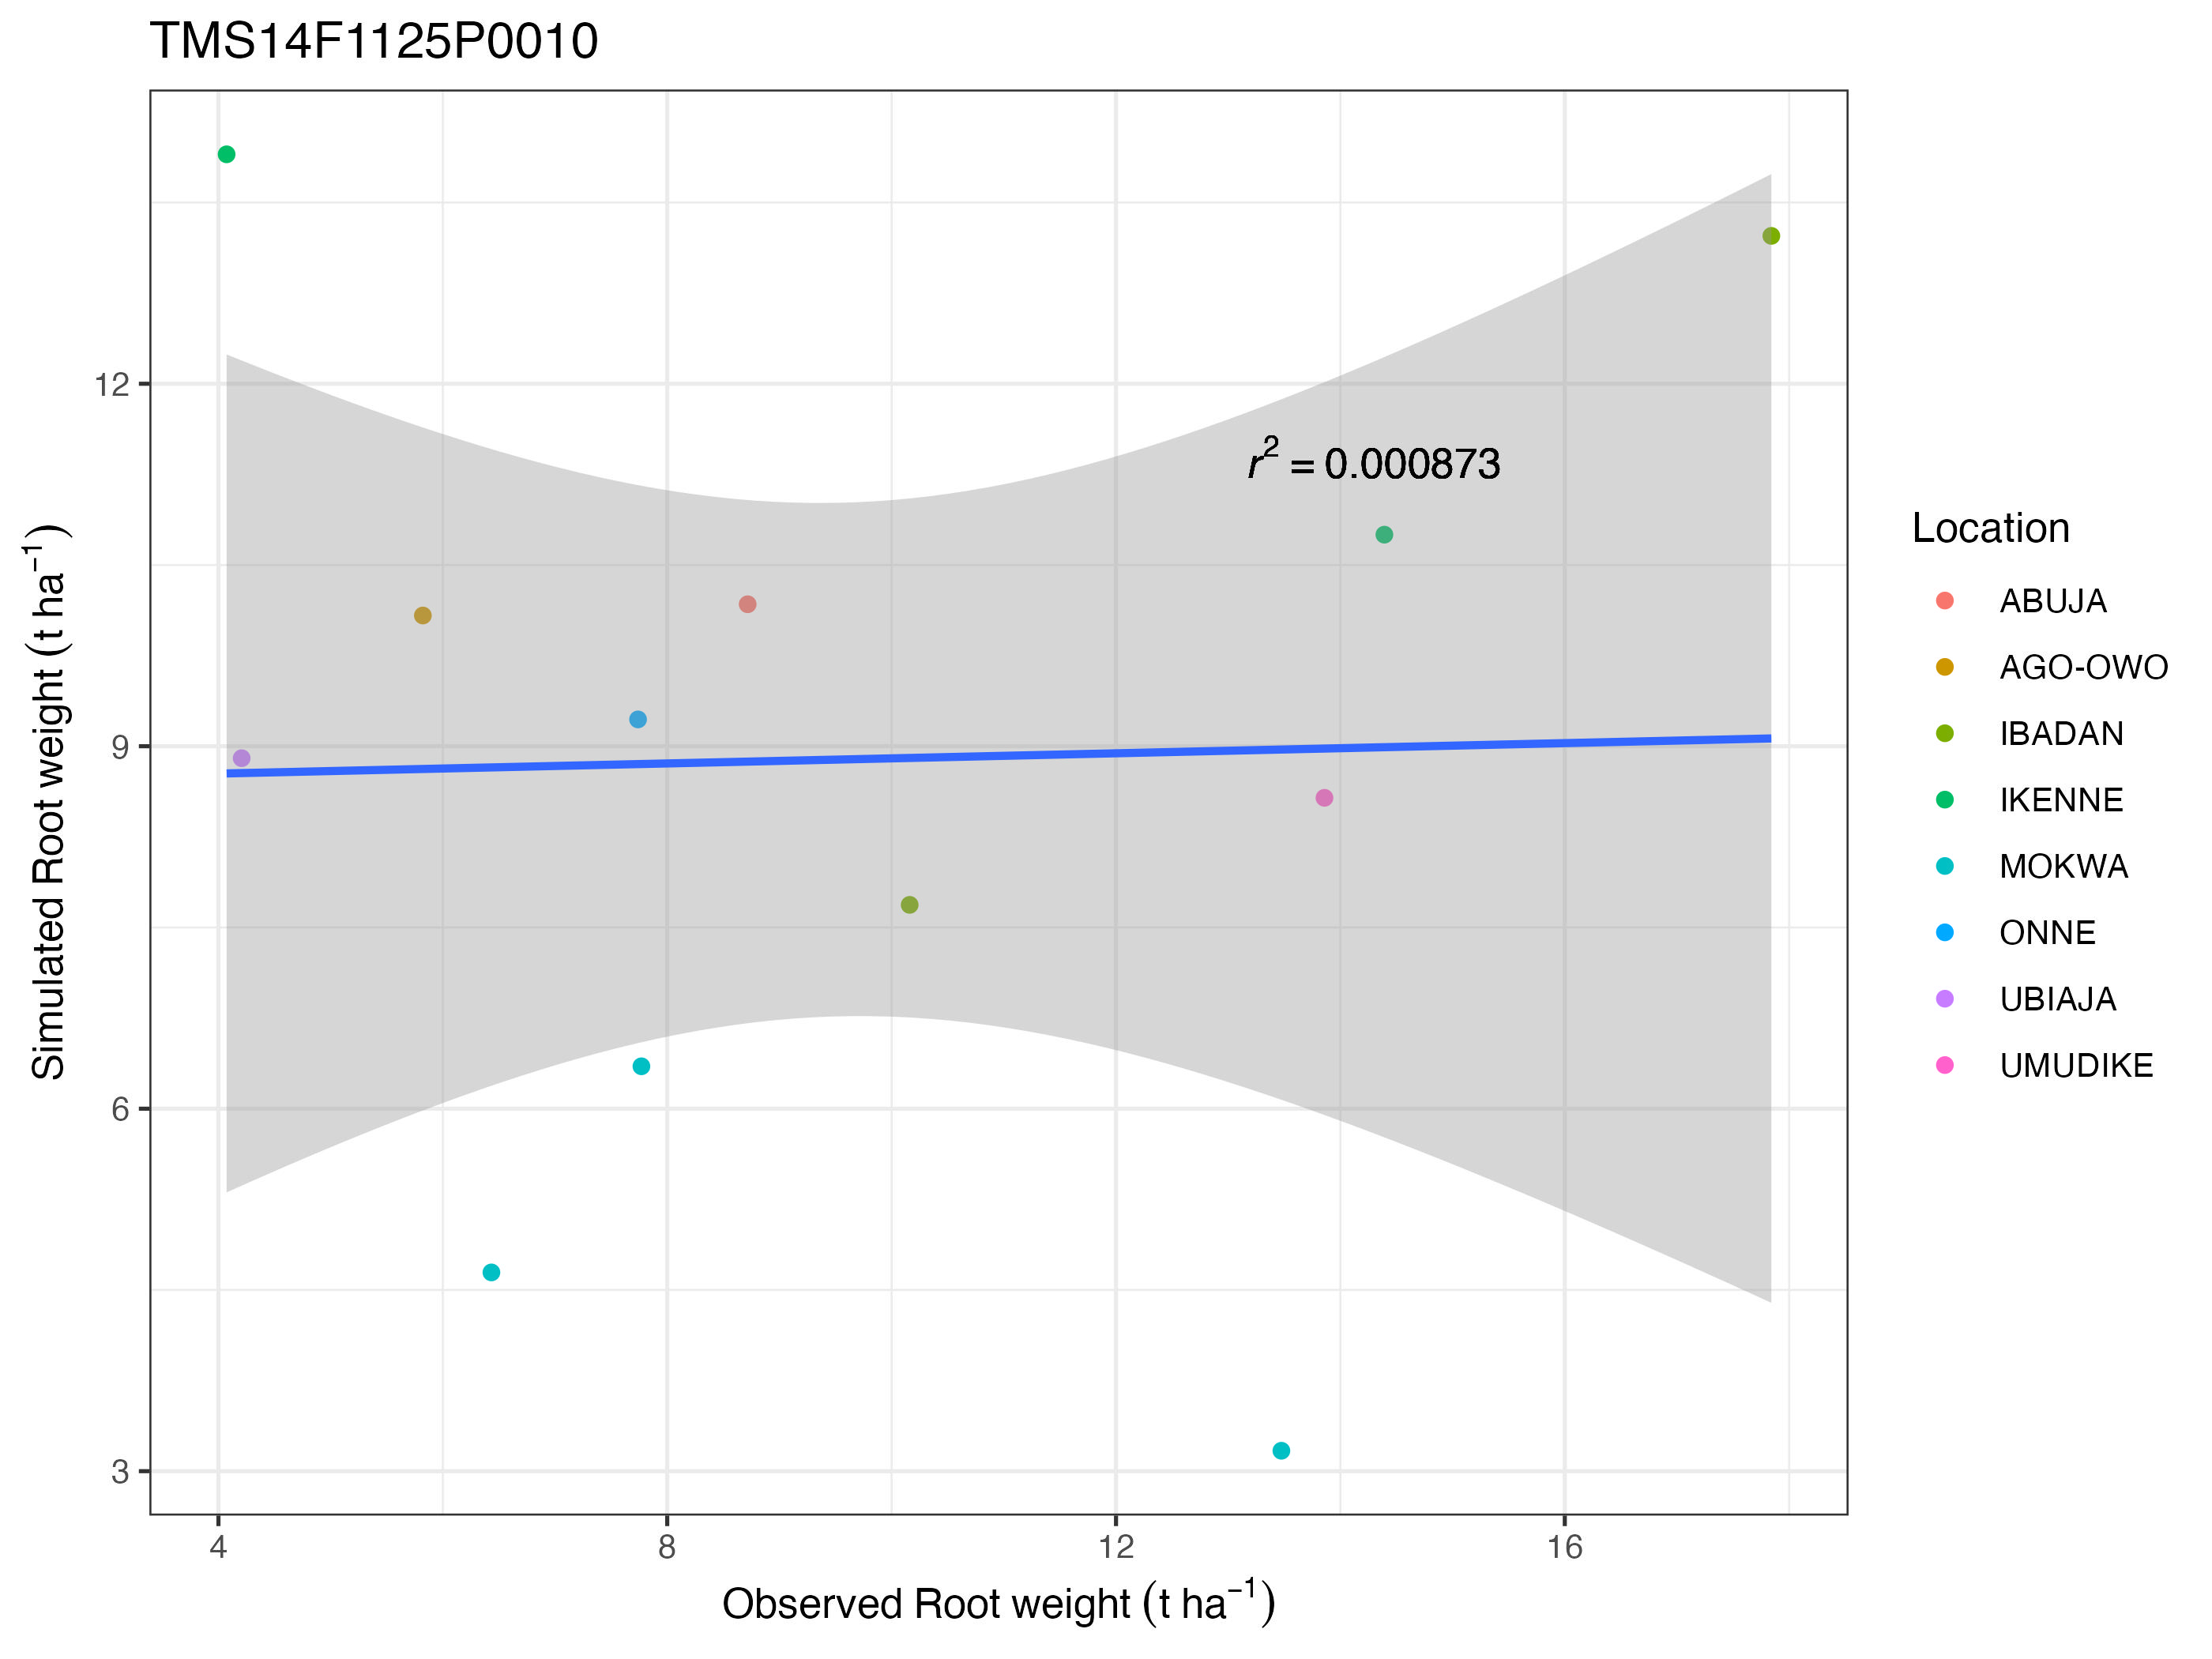 TMS14F1125P0010
12
9
6
3
Simulated Root weight (t ha⁻¹)
r² = 0.000873
4 8 12 16
Observed Root weight (t ha⁻¹)
Location
ABUJA
AGO-OWO
IBADAN
IKENNE
MOKWA
ONNE
UBIAJA
UMUDIKE